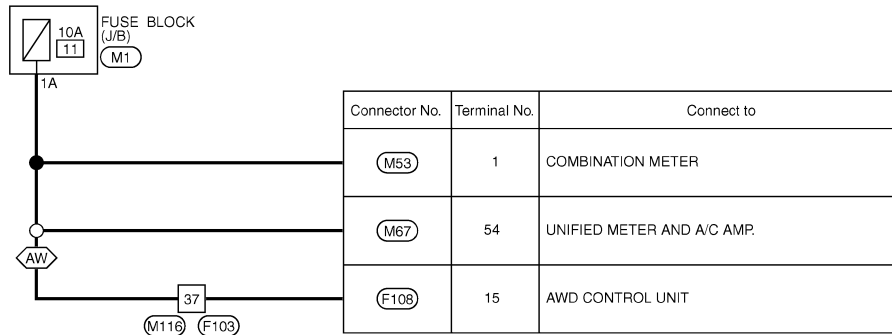 10A
11
FUSE BLOCK
(J/B)
M1
1A
Connector No. Terminal No. Connect to
M53 1 COMBINATION METER
M67 54 UNIFIED METER AND A/C AMP.
AW
37
F108 15 AWD CONTROL UNIT
M116 F103